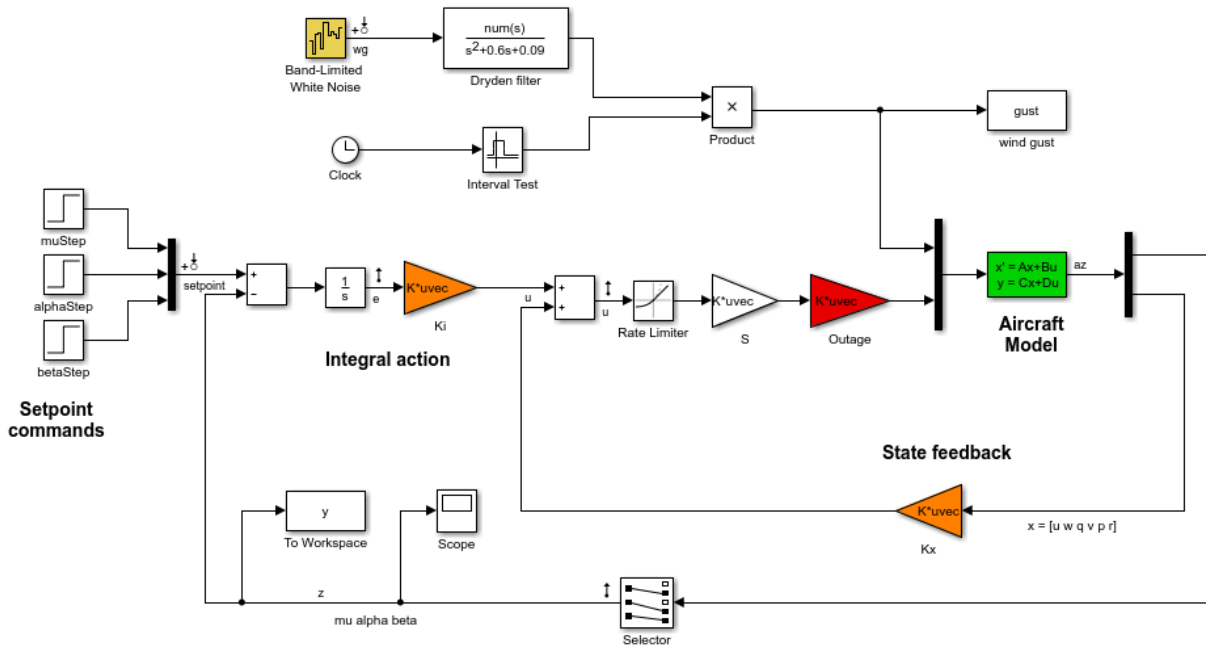 num(s)
s²+0.6s+0.09
+
wg
Band-Limited
White Noise
Dryden filter
×
Product
gust
wind gust
Clock
Interval Test
muStep
alphaStep
betaStep
Setpoint
commands
+
setpoint
+
−
1
s
e
K*uvec
Ki
Integral action
u
+
+
u
Rate Limiter
K*uvec
S
K*uvec
Outage
x' = Ax+Bu
y = Cx+Du
az
Aircraft
Model
State feedback
K*uvec
Kx
x = [u w q v p r]
y
To Workspace
Scope
z
mu alpha beta
Selector